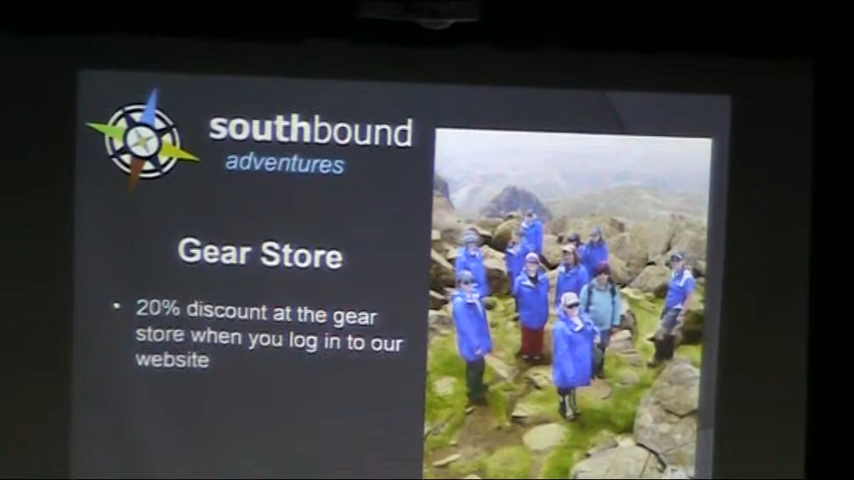 southbound
adventures
Gear Store
• 20% discount at the gear
store when you log in to our
website